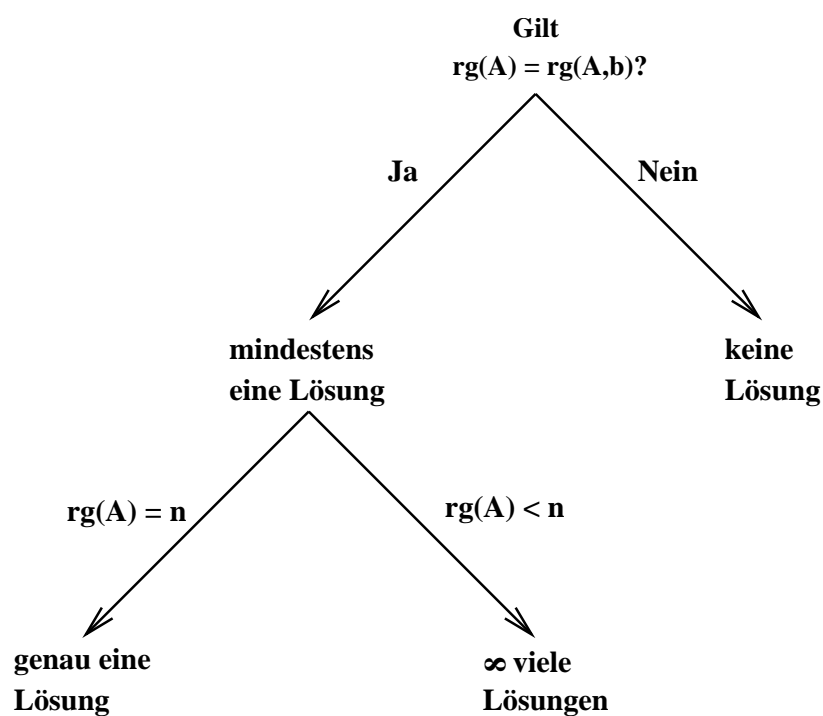 Gilt
rg(A) = rg(A,b)?
Ja
Nein
mindestens
eine Lösung
keine
Lösung
rg(A) = n
rg(A) < n
genau eine
Lösung
∞ viele
Lösungen